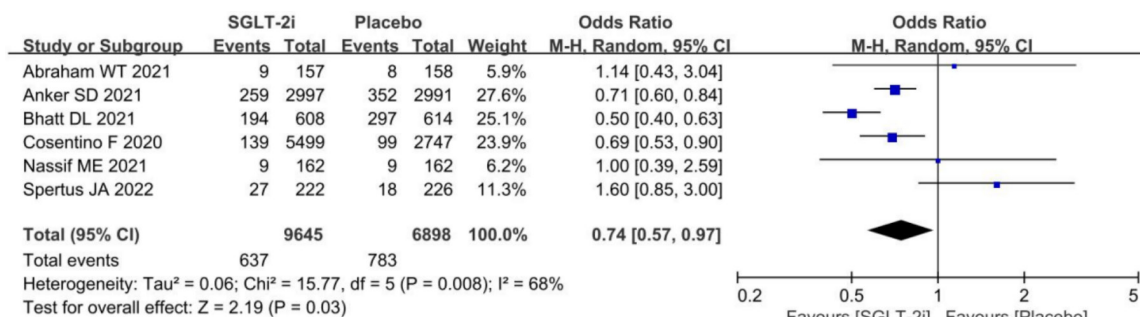 SGLT-2i Placebo Odds Ratio Odds Ratio
Study or Subgroup Events Total Events Total Weight M-H, Random, 95% CI M-H, Random, 95% CI
Abraham WT 2021 9 157 8 158 5.9% 1.14 [0.43, 3.04]
Anker SD 2021 259 2997 352 2991 27.6% 0.71 [0.60, 0.84]
Bhatt DL 2021 194 608 297 614 25.1% 0.50 [0.40, 0.63]
Cosentino F 2020 139 5499 99 2747 23.9% 0.69 [0.53, 0.90]
Nassif ME 2021 9 162 9 162 6.2% 1.00 [0.39, 2.59]
Spertus JA 2022 27 222 18 226 11.3% 1.60 [0.85, 3.00]
Total (95% CI) 9645 6898 100.0% 0.74 [0.57, 0.97]
Total events 637 783
Heterogeneity: Tau² = 0.06; Chi² = 15.77, df = 5 (P = 0.008); I² = 68%
Test for overall effect: Z = 2.19 (P = 0.03)
0.2 0.5 1 2 5
Favours [SGLT-2i] Favours [Placebo]